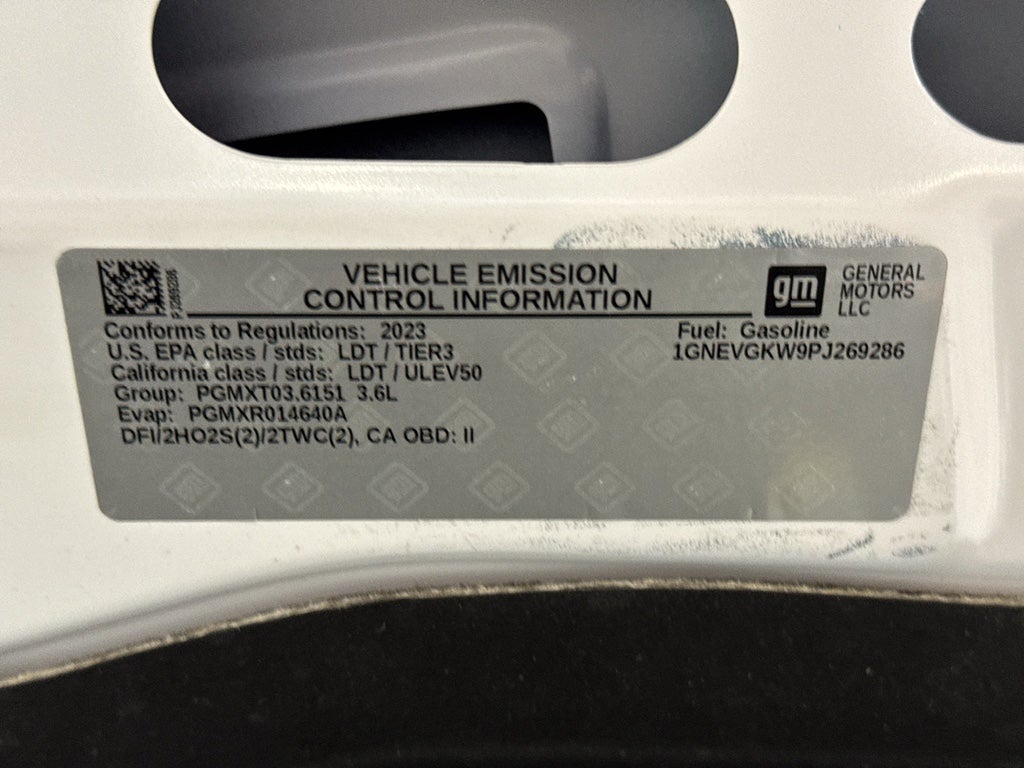 VEHICLE EMISSION
CONTROL INFORMATION
gm
GENERAL
MOTORS
LLC
PJ269286
Conforms to Regulations: 2023
Fuel: Gasoline
U.S. EPA class / stds: LDT / TIER3
1GNEVGKW9PJ269286
California class / stds: LDT / ULEV50
Group: PGMXT03.6151 3.6L
Evap: PGMXR014640A
DFI/2HO2S(2)/2TWC(2), CA OBD: II